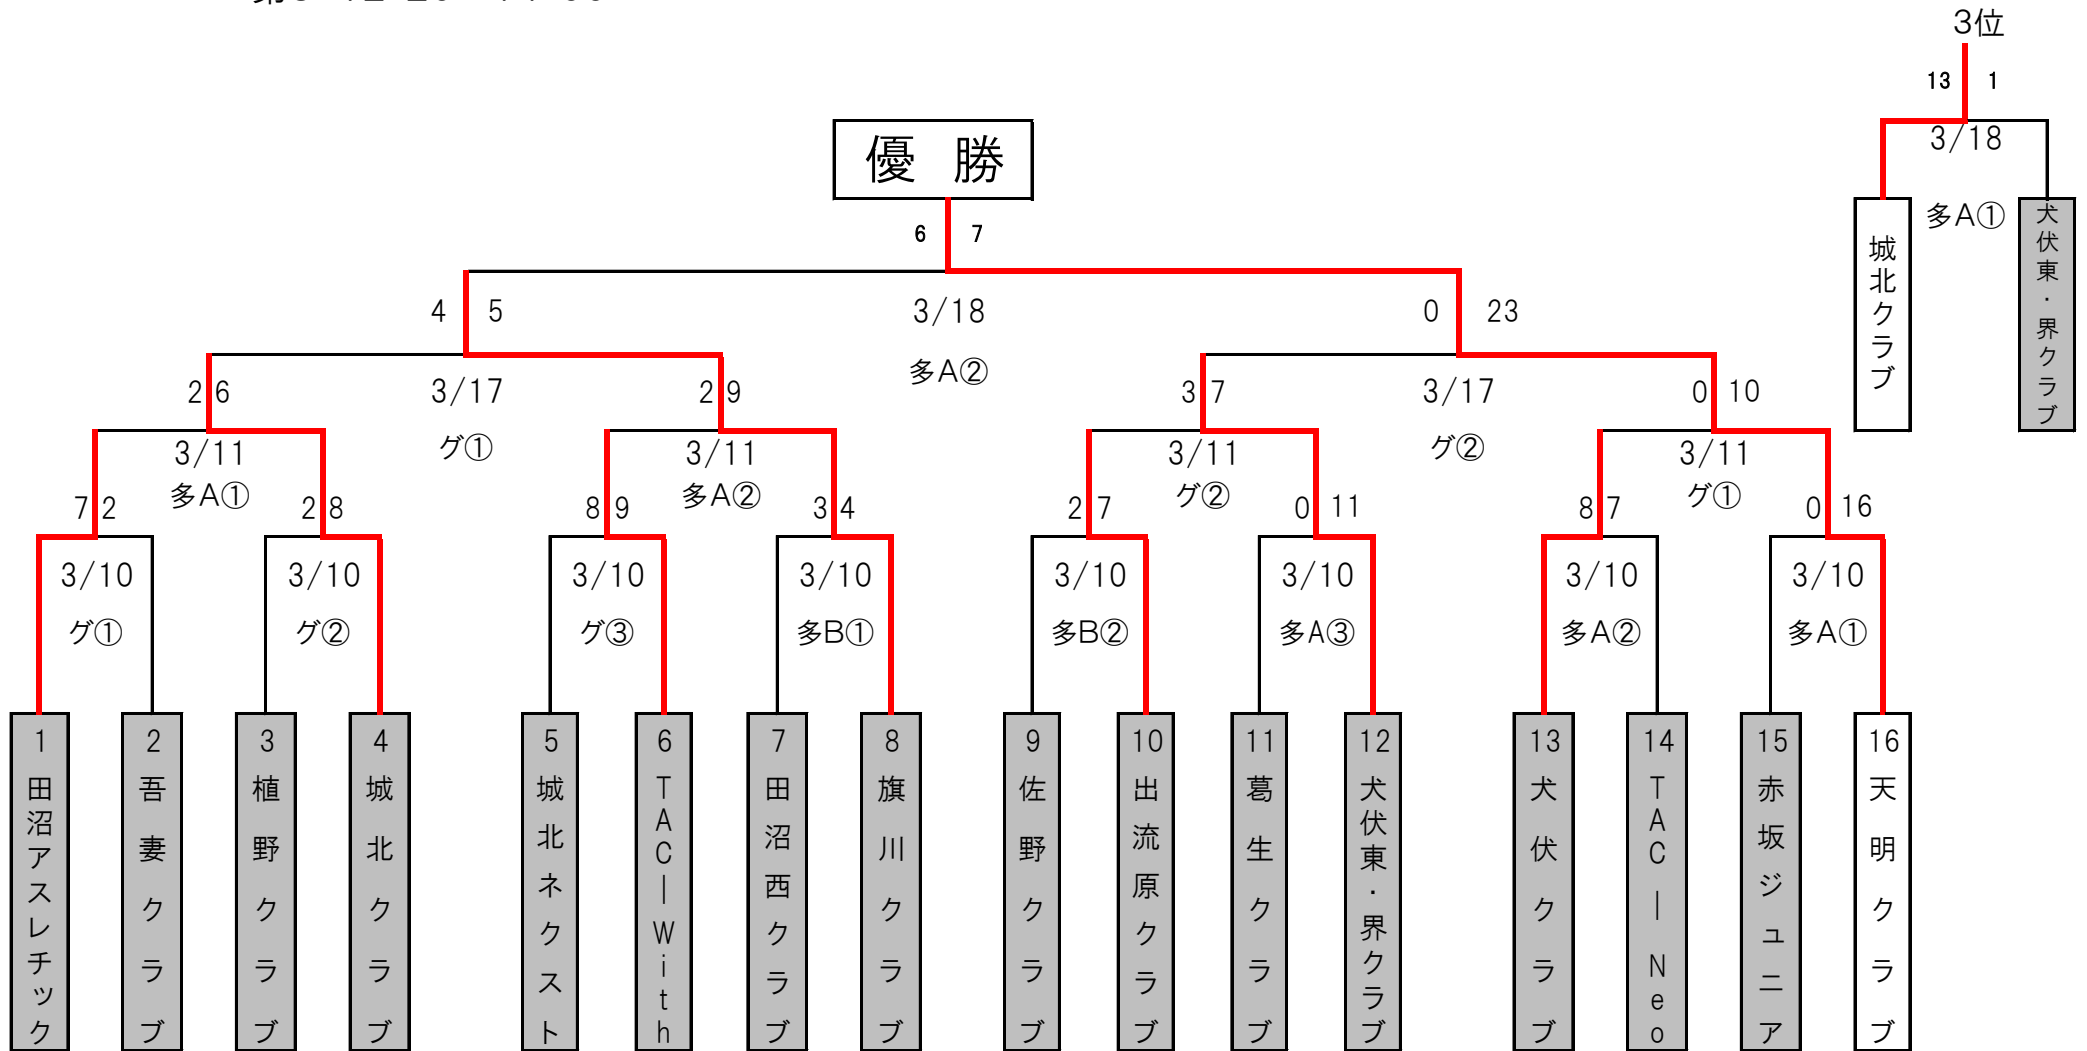 3位
13 1
3/18
多A①
城北クラブ
犬伏東・界クラブ
優 勝
6 7
3/18
多A②
4 5
0 23
3/17
グ①
3/17
グ②
2 6
2 9
3 7
0 10
3/11
多A①
3/11
多A②
3/11
グ②
3/11
グ①
7 2
2 8
8 9
3 4
2 7
0 11
8 7
0 16
3/10
グ①
3/10
グ②
3/10
グ③
3/10
多B①
3/10
多B②
3/10
多A③
3/10
多A②
3/10
多A①
1 田沼アスレチック
2 吾妻クラブ
3 植野クラブ
4 城北クラブ
5 城北ネクスト
6 TAC―With
7 田沼西クラブ
8 旗川クラブ
9 佐野クラブ
10 出流原クラブ
11 葛生クラブ
12 犬伏東・界クラブ
13 犬伏クラブ
14 TAC―Neo
15 赤坂ジュニア
16 天明クラブ